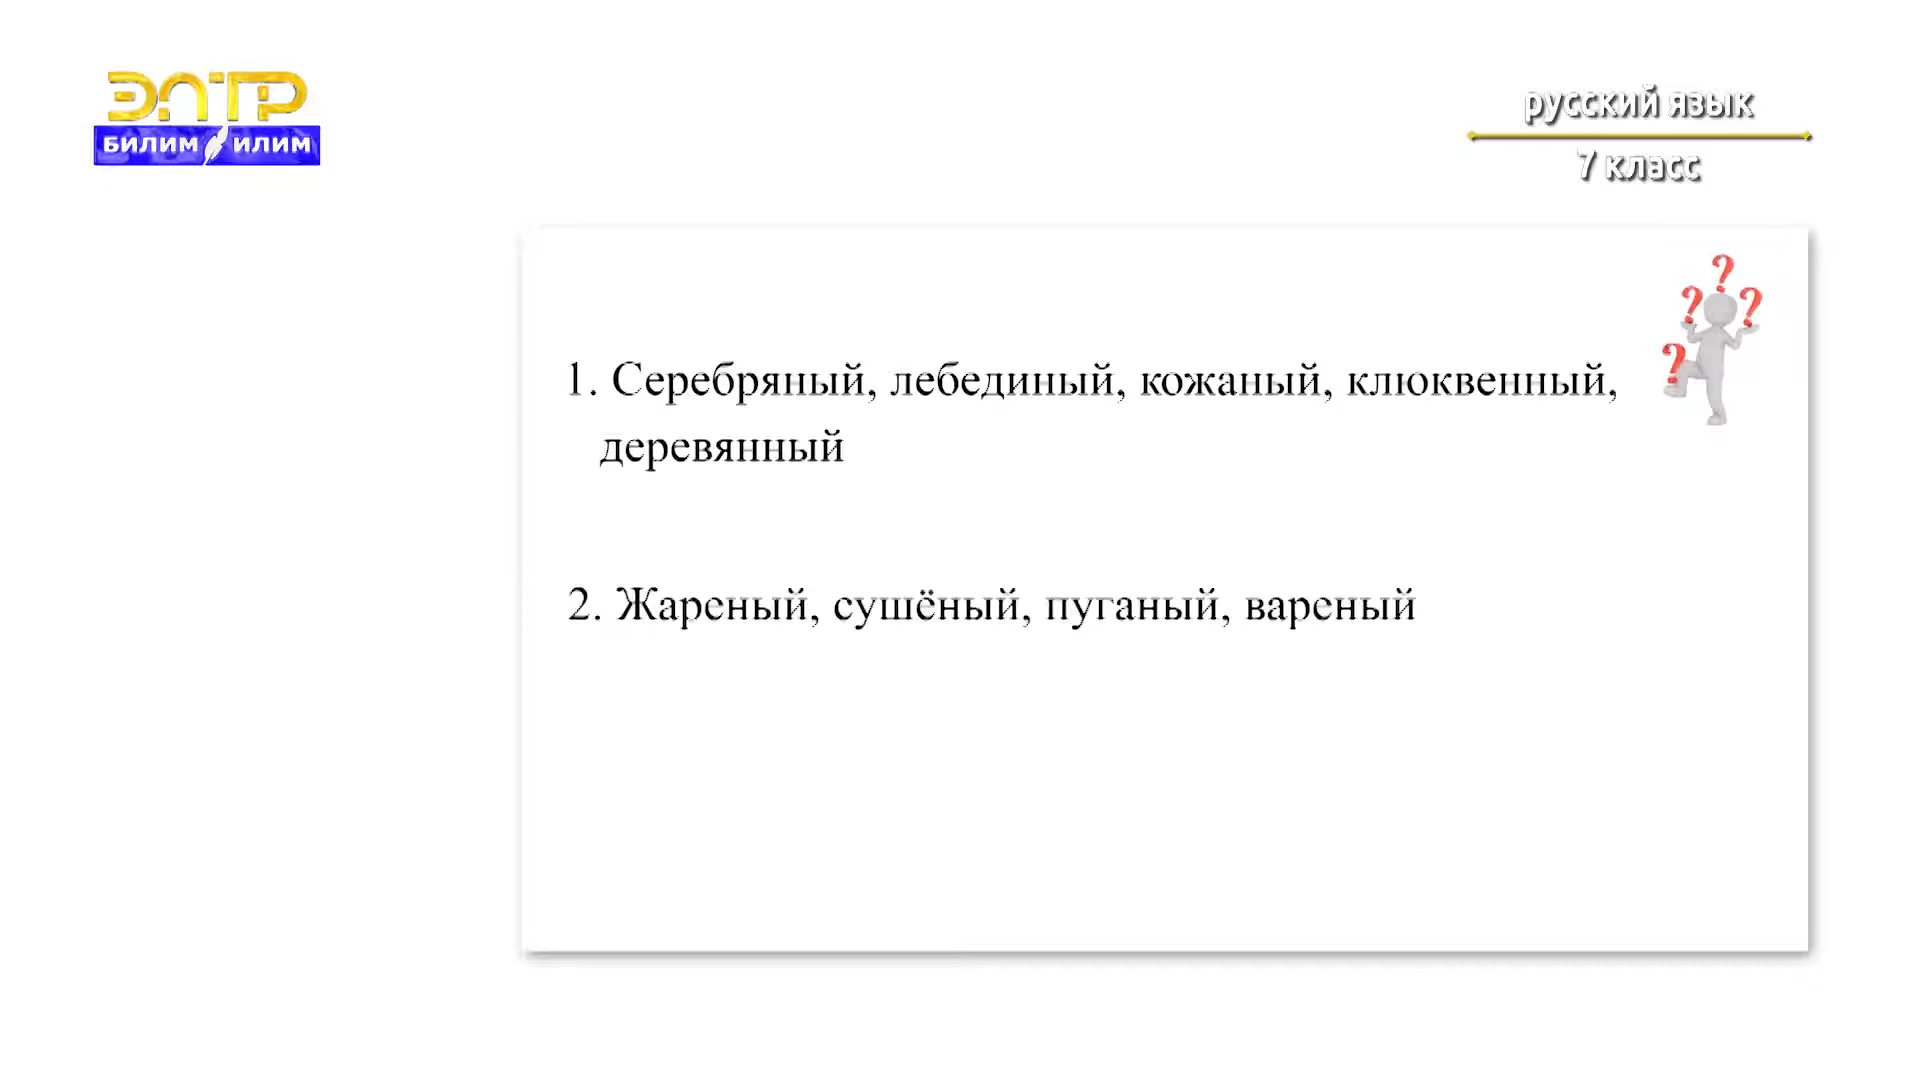 ЭЛТР
БИЛИМ ИЛИМ
русский язык
7 класс
1. Серебряный, лебединый, кожаный, клюквенный,
деревянный
2. Жареный, сушёный, пуганый, вареный